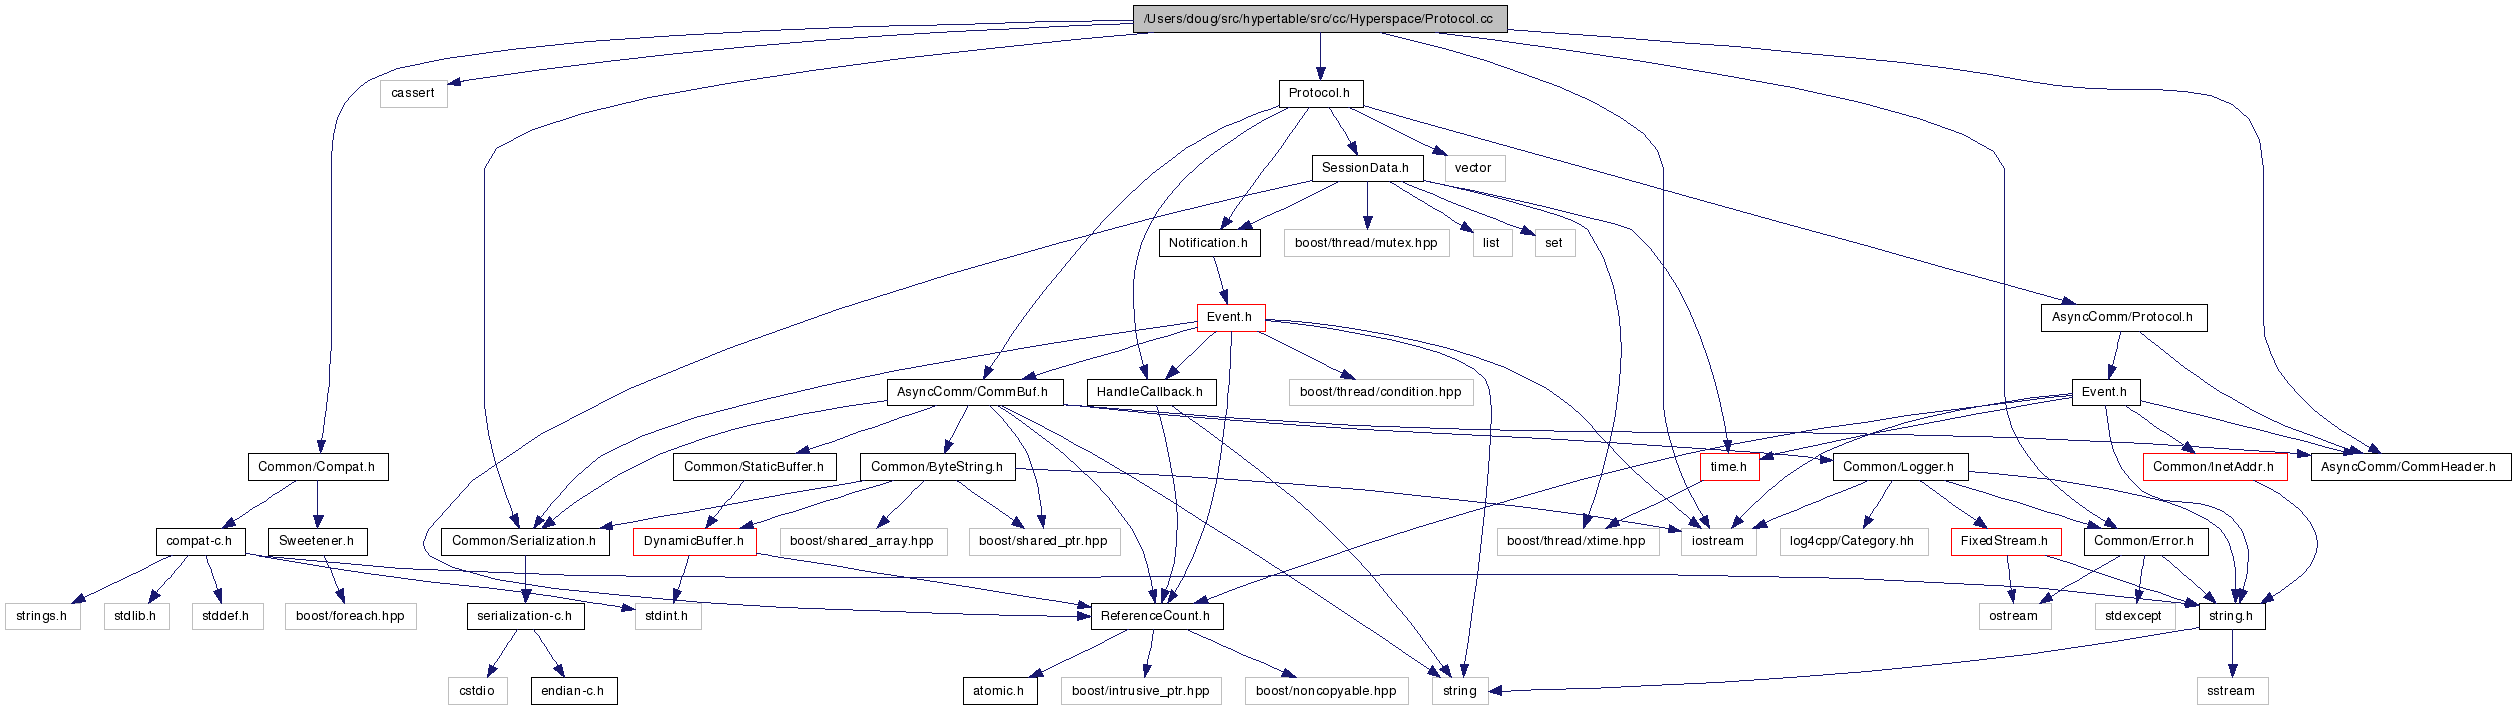 /Users/doug/src/hypertable/src/cc/Hyperspace/Protocol.cc
cassert
Protocol.h
SessionData.h
vector
Notification.h
boost/thread/mutex.hpp
list
set
Event.h
AsyncComm/Protocol.h
AsyncComm/CommBuf.h
HandleCallback.h
boost/thread/condition.hpp
Event.h
Common/Compat.h
Common/StaticBuffer.h
Common/ByteString.h
time.h
Common/Logger.h
Common/InetAddr.h
AsyncComm/CommHeader.h
compat-c.h
Sweetener.h
Common/Serialization.h
DynamicBuffer.h
boost/shared_array.hpp
boost/shared_ptr.hpp
boost/thread/xtime.hpp
iostream
log4cpp/Category.hh
FixedStream.h
Common/Error.h
strings.h
stdlib.h
stddef.h
boost/foreach.hpp
serialization-c.h
stdint.h
ReferenceCount.h
ostream
stdexcept
string.h
cstdio
endian-c.h
atomic.h
boost/intrusive_ptr.hpp
boost/noncopyable.hpp
string
sstream